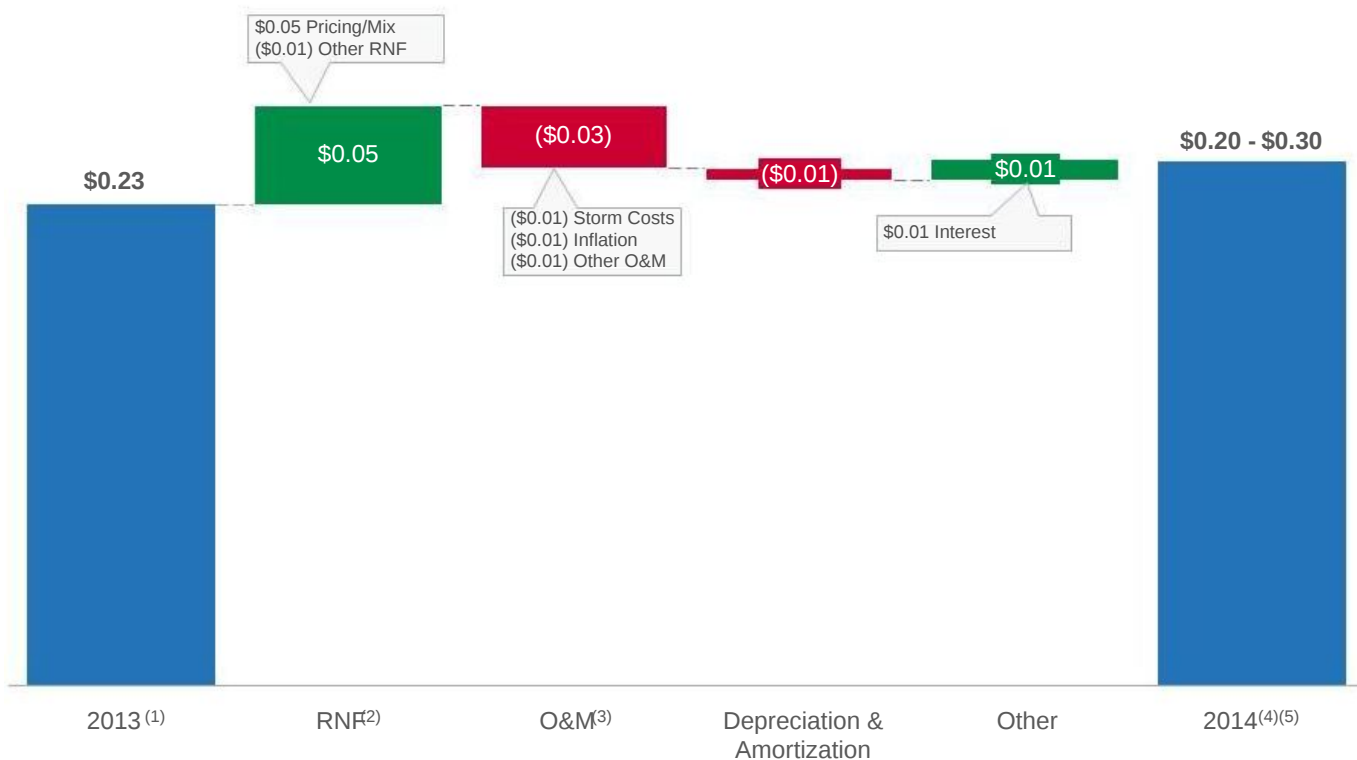 $0.05 Pricing/Mix
($0.01) Other RNF
$0.23
$0.05
($0.03)
($0.01) Storm Costs
($0.01) Inflation
($0.01) Other O&M
($0.01)
$0.01
$0.01 Interest
$0.20 - $0.30
2013 (1)
RNF(2)
O&M(3)
Depreciation &
Amortization
Other
2014(4)(5)